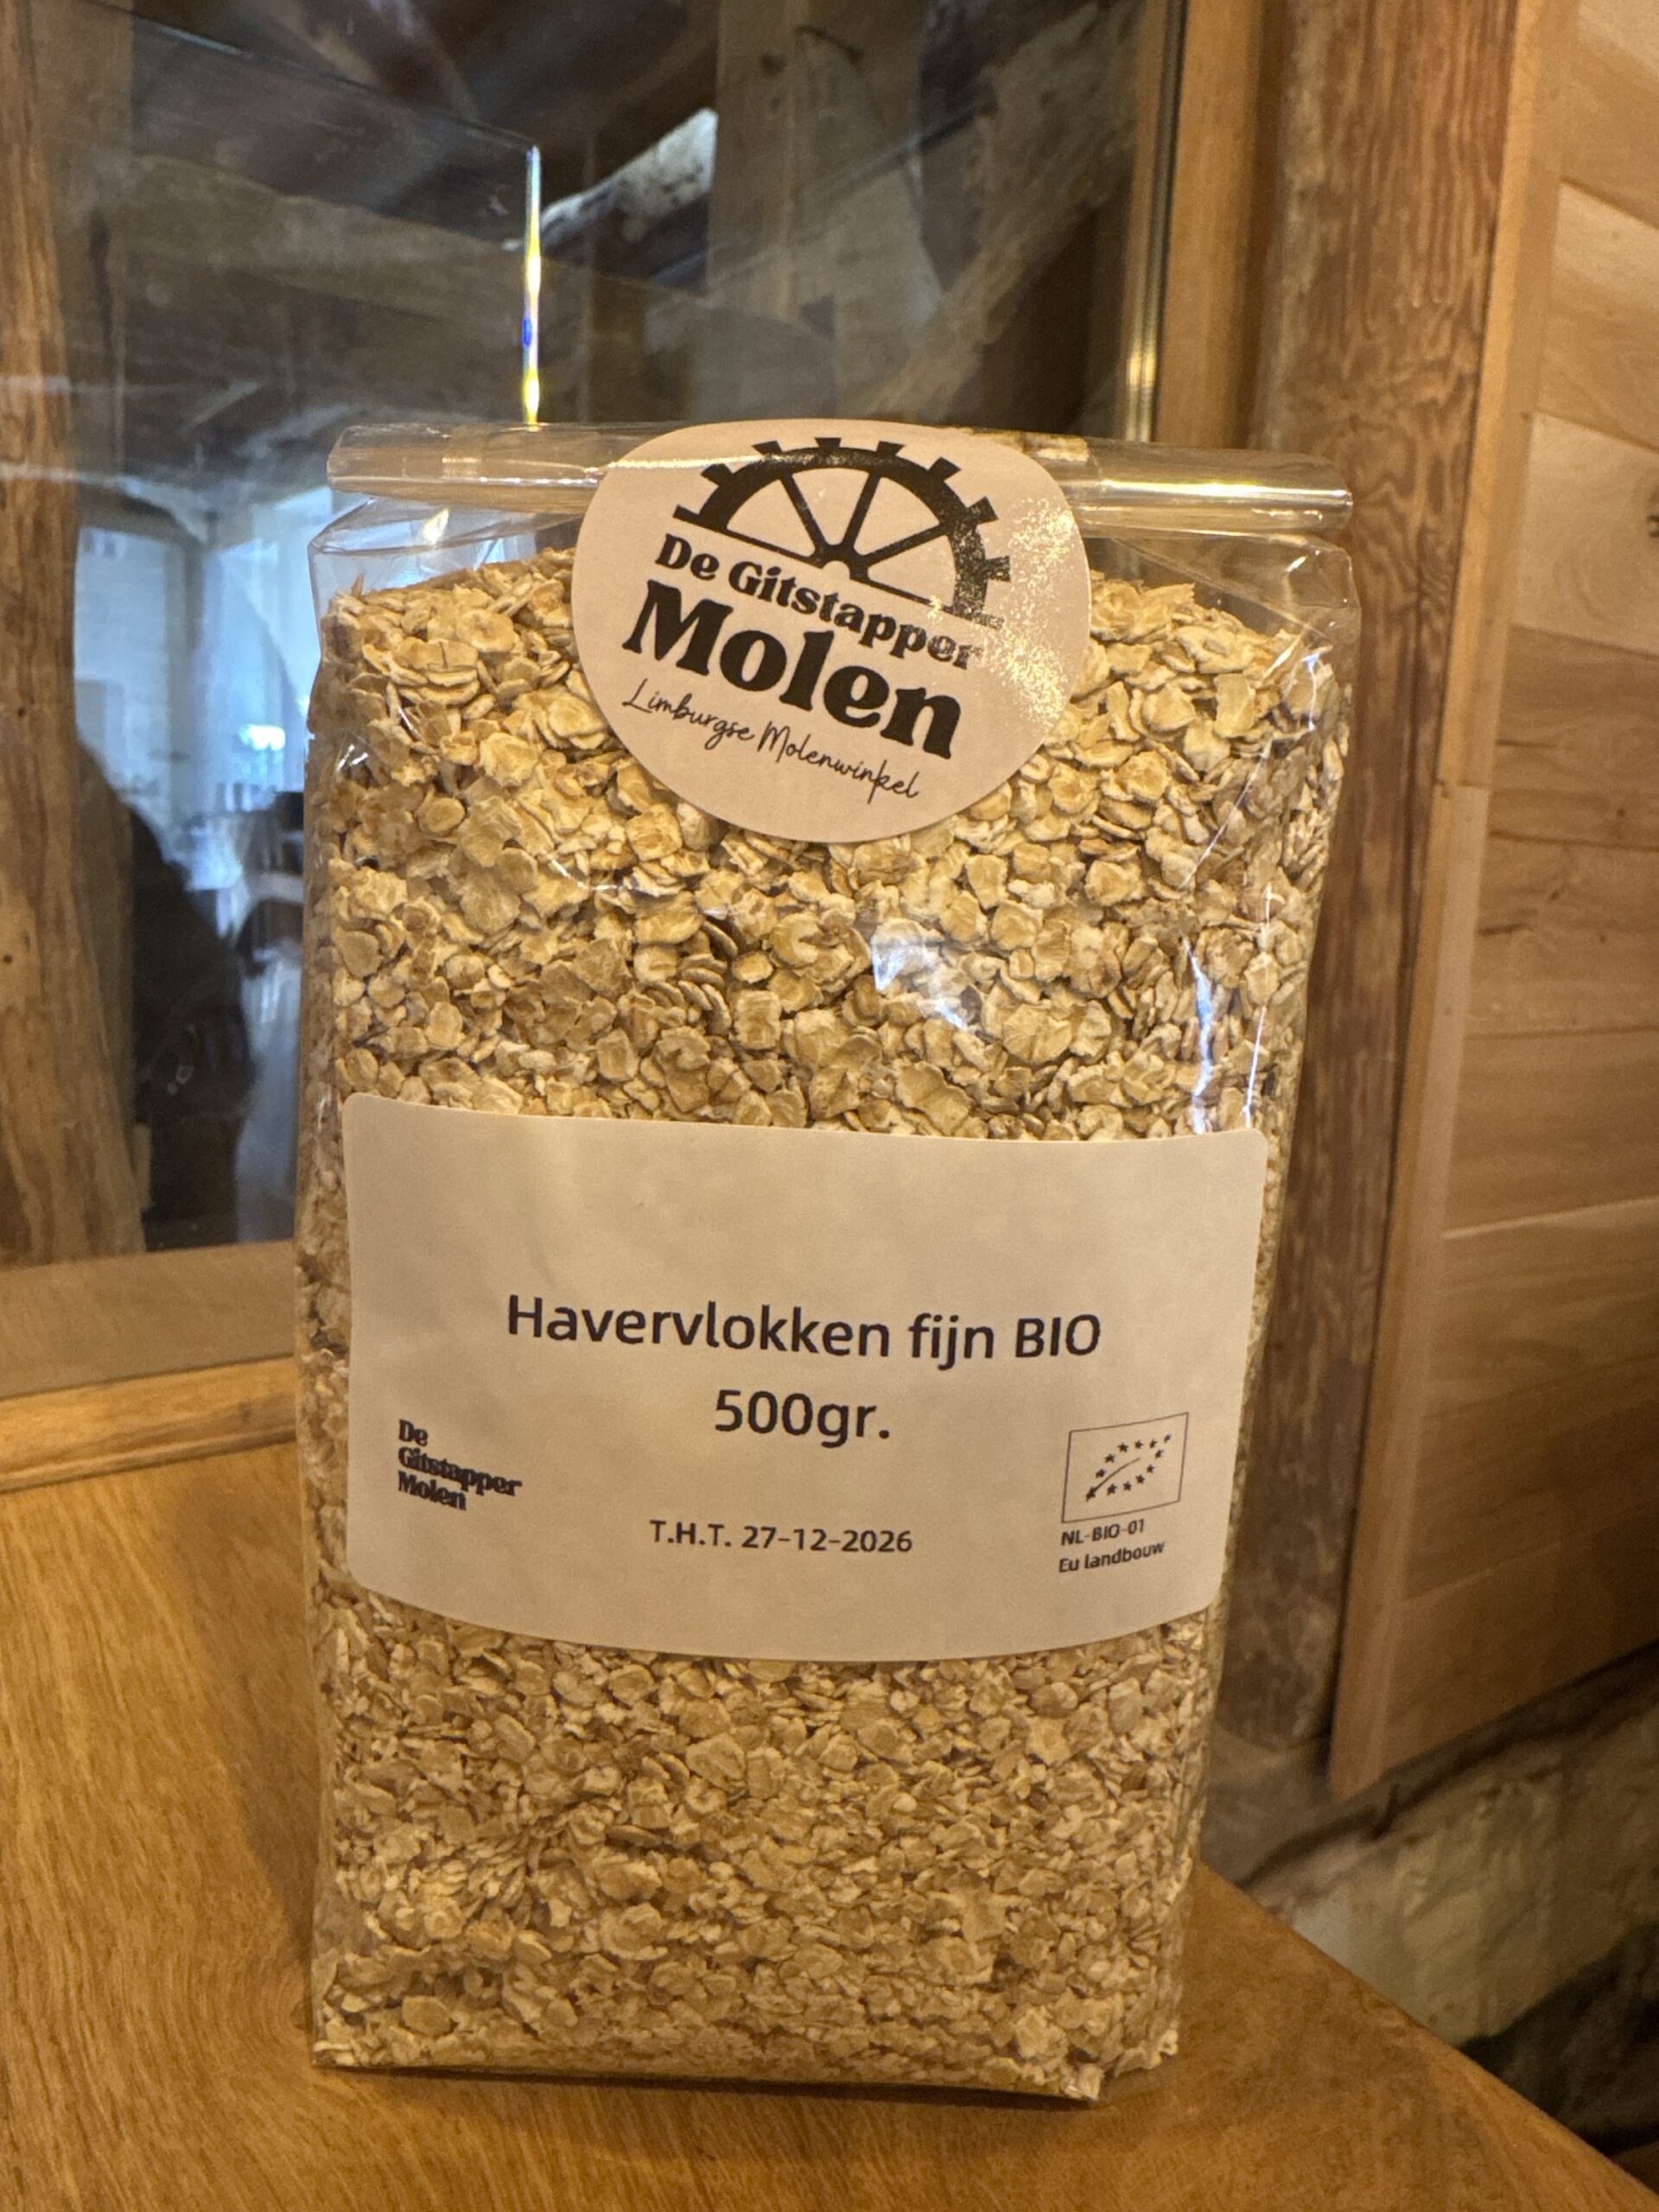 De Gitstapper
Molen
Limburgse Molenwinkel
Havervlokken fijn BIO
500gr.
De
Gitstapper
Molen
T.H.T. 27-12-2026
NL-BIO-01
Eu landbouw